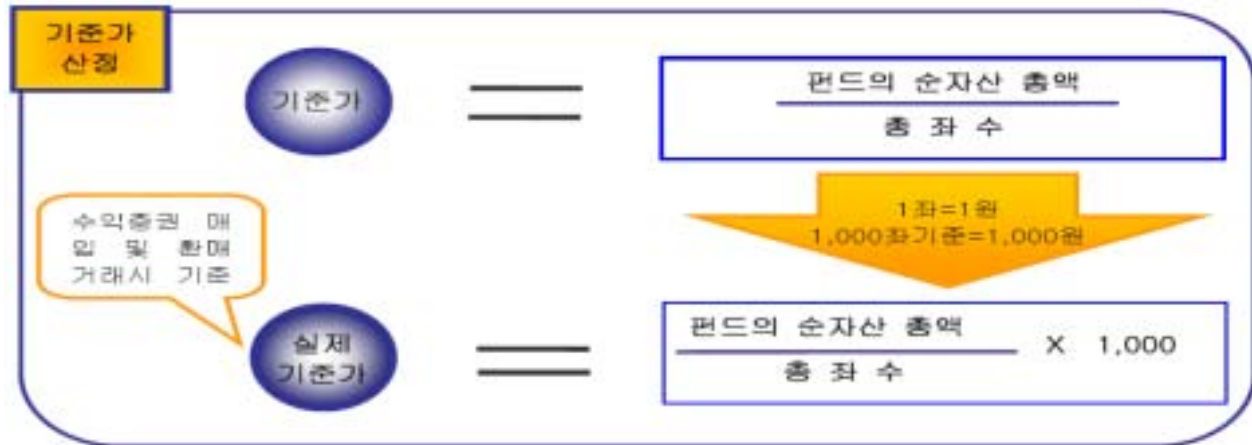 기준가
산정
기준가
펀드의 순자산 총액
총 좌 수
1좌=1원
1,000좌기준=1,000원
수익증권 매
입 및 환매
거래시 기준
실제
기준가
펀드의 순자산 총액
총 좌 수
X 1,000